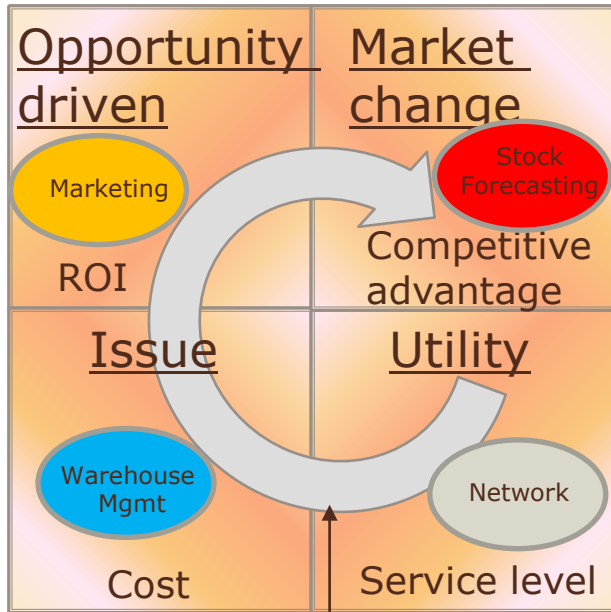 Opportunity
driven
Marketing
ROI
Market
change
Stock
Forecasting
Competitive
advantage
Issue
Warehouse
Mgmt
Cost
Utility
Network
Service level